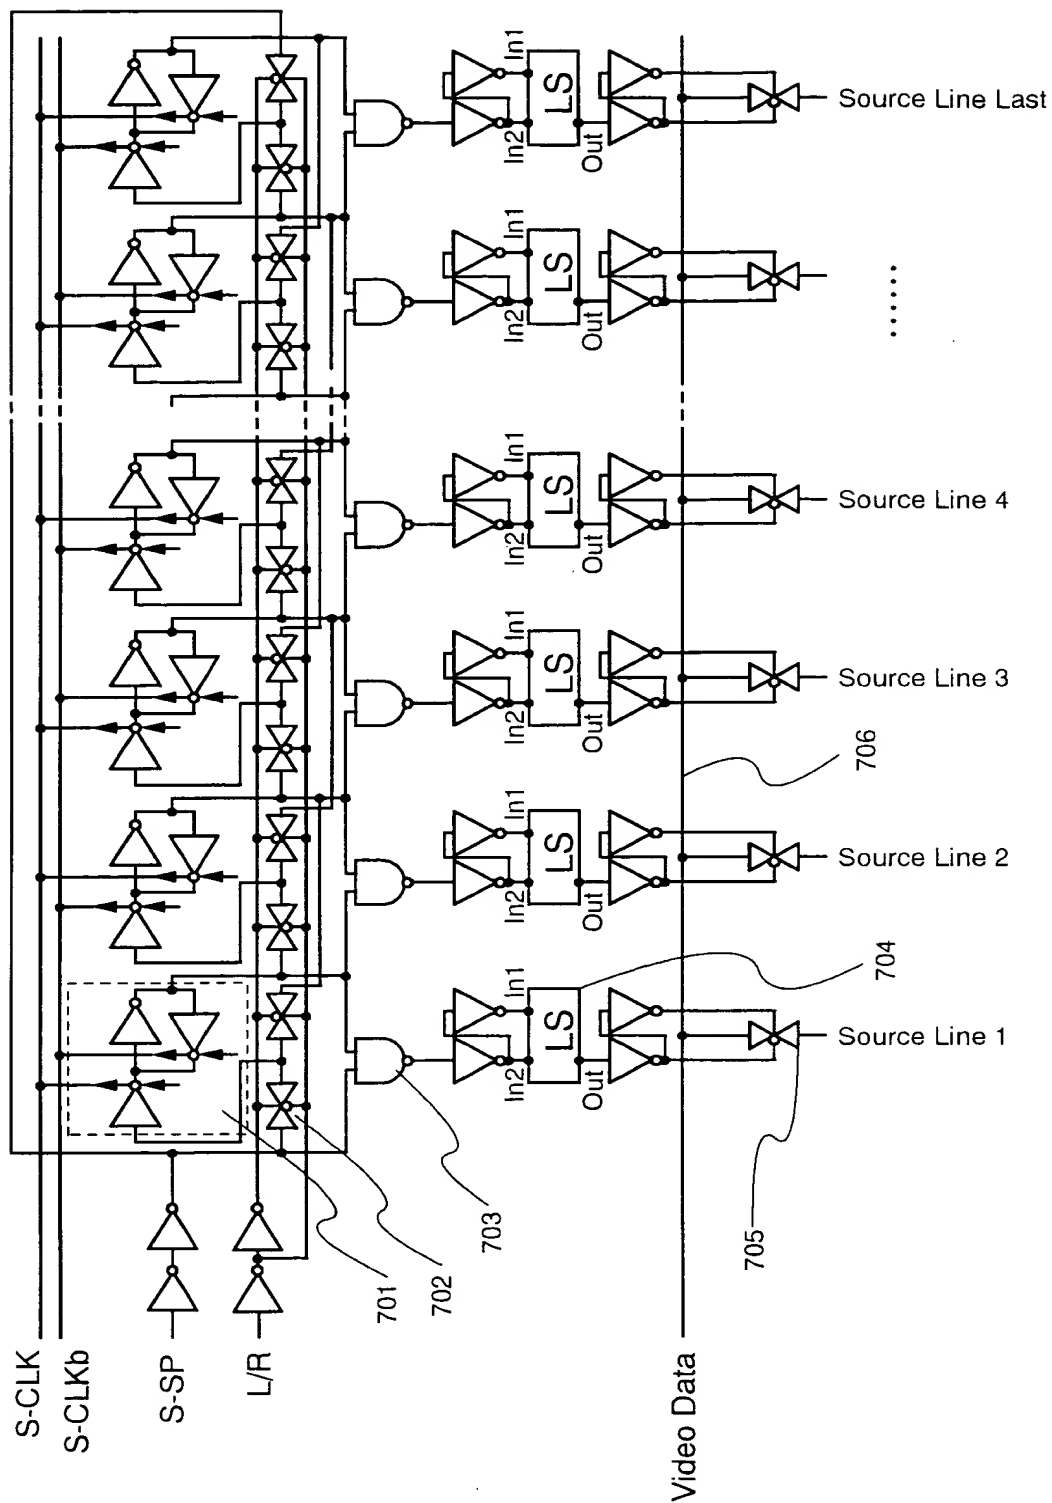 S-CLK
S-CLKb
S-SP
L/R
701
702
703
In2
In1
LS
Out
In2
In1
LS
Out
In2
In1
LS
Out
In2
In1
LS
Out
In2
In1
LS
Out
In2
In1
LS
Out
704
705
706
Video Data
Source Line 1
Source Line 2
Source Line 3
Source Line 4
......
Source Line Last